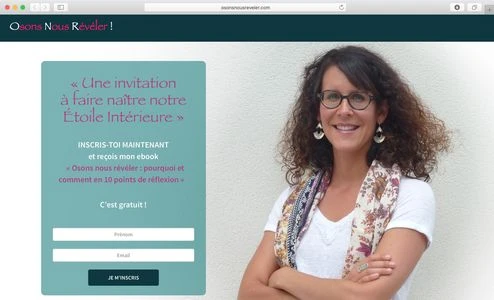 osonsnousreveler.com
Osons Nous Révéler !
« Une invitation
à faire naître notre
Étoile Intérieure »
INSCRIS-TOI MAINTENANT
et reçois mon ebook
« Osons nous révéler : pourquoi et
comment en 10 points de réflexion »
C'est gratuit !
Prénom
Email
JE M'INSCRIS